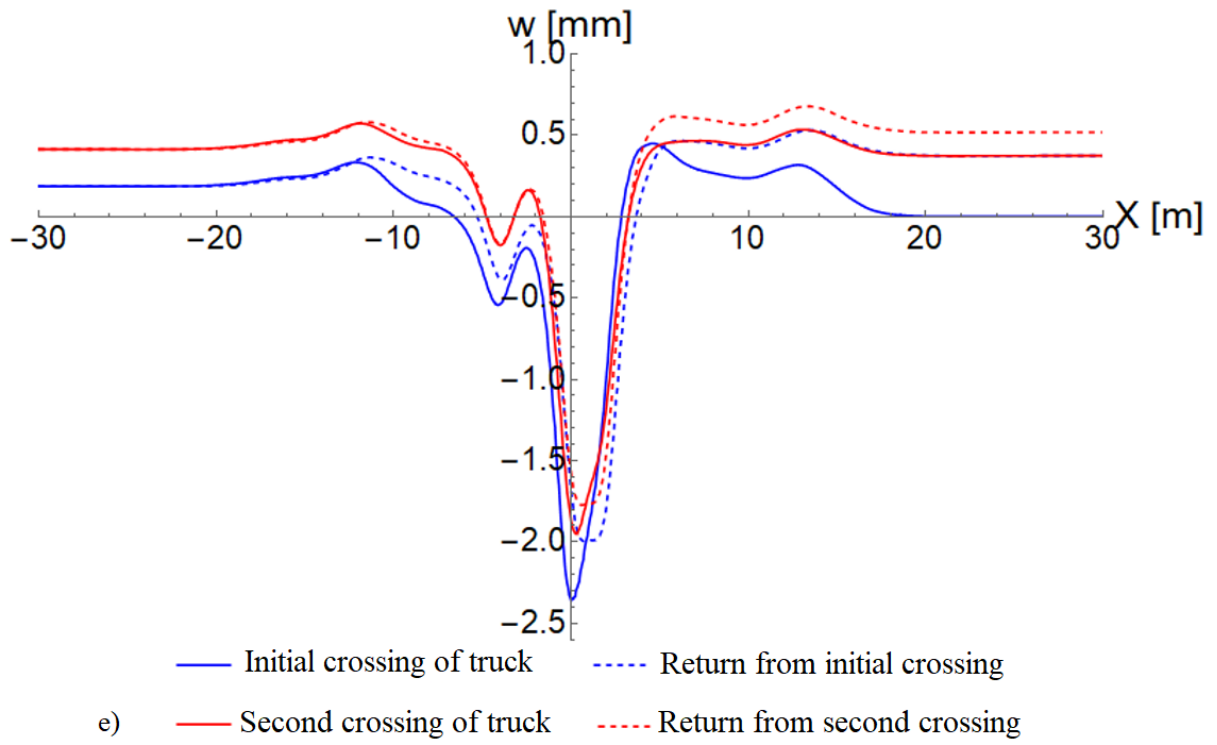 w [mm]
1.0
0.5
−30 −20 −10 10 20 30 X [m]
−0.5
−1.0
−1.5
−2.0
−2.5
Initial crossing of truck Return from initial crossing
e) Second crossing of truck Return from second crossing